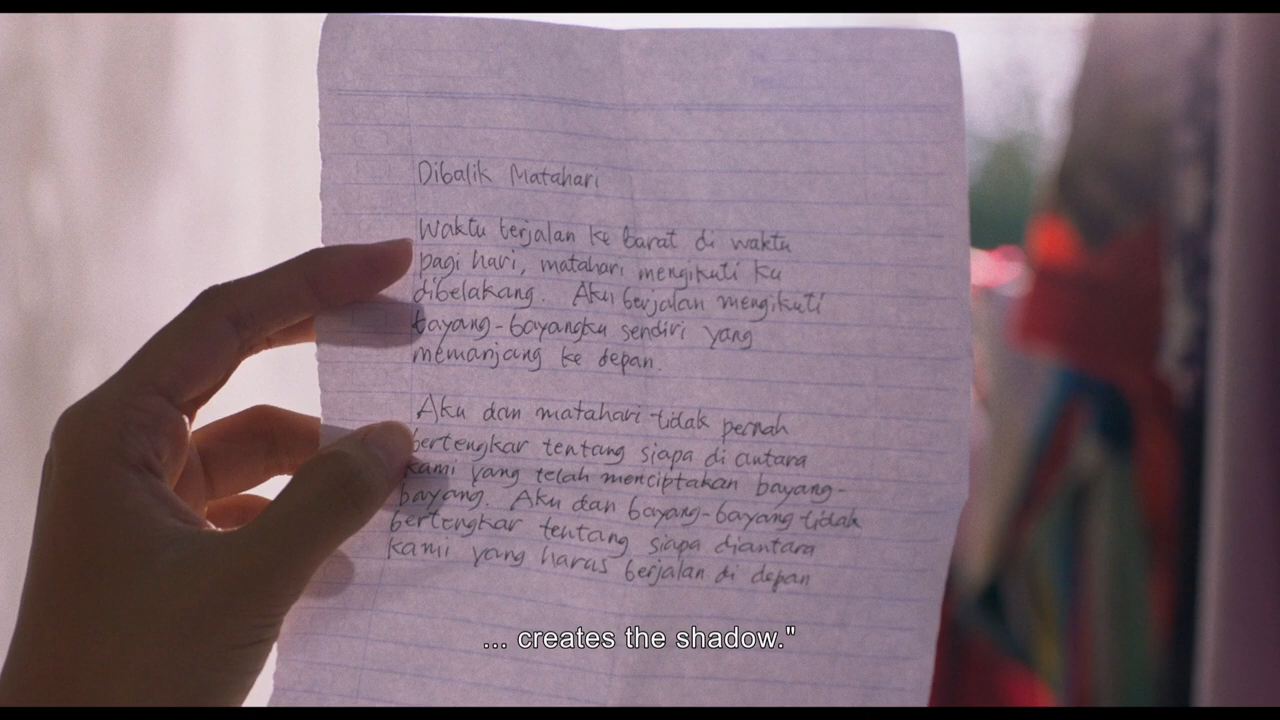 Dibalik Matahari
Waktu berjalan ke barat di waktu
pagi hari, matahari mengikuti ku
dibelakang. Aku berjalan mengikuti
bayang-bayangku sendiri yang
memanjang ke depan.
Aku dan matahari tidak pernah
bertengkar tentang siapa di antara
kami yang telah menciptakan bayang-
bayang. Aku dan bayang-bayang tidak
bertengkar tentang siapa diantara
kami yang harus berjalan di depan
... creates the shadow."